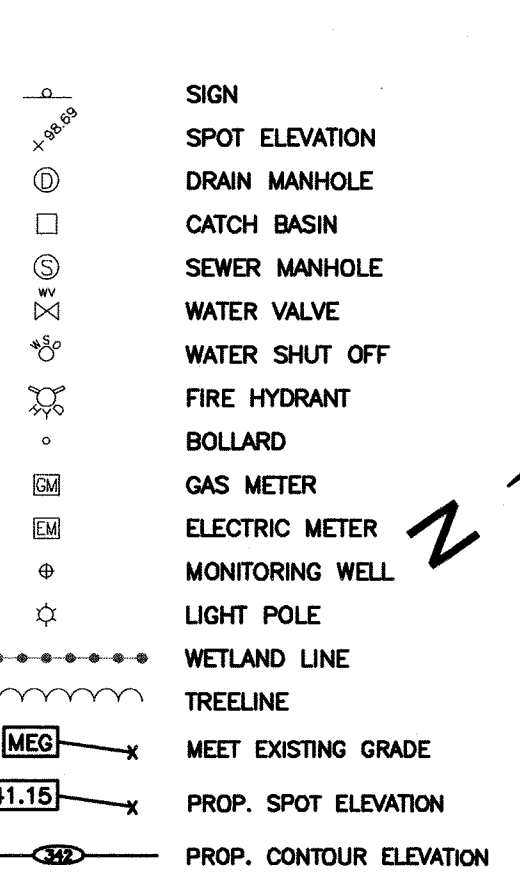 SIGN
+98.69 SPOT ELEVATION
D DRAIN MANHOLE
CATCH BASIN
S SEWER MANHOLE
WV WATER VALVE
WSO WATER SHUT OFF
HYD FIRE HYDRANT
BOLLARD
GM GAS METER
EM ELECTRIC METER
N
MONITORING WELL
LIGHT POLE
WETLAND LINE
TREELINE
MEG X MEET EXISTING GRADE
41.15 X PROP. SPOT ELEVATION
342 PROP. CONTOUR ELEVATION